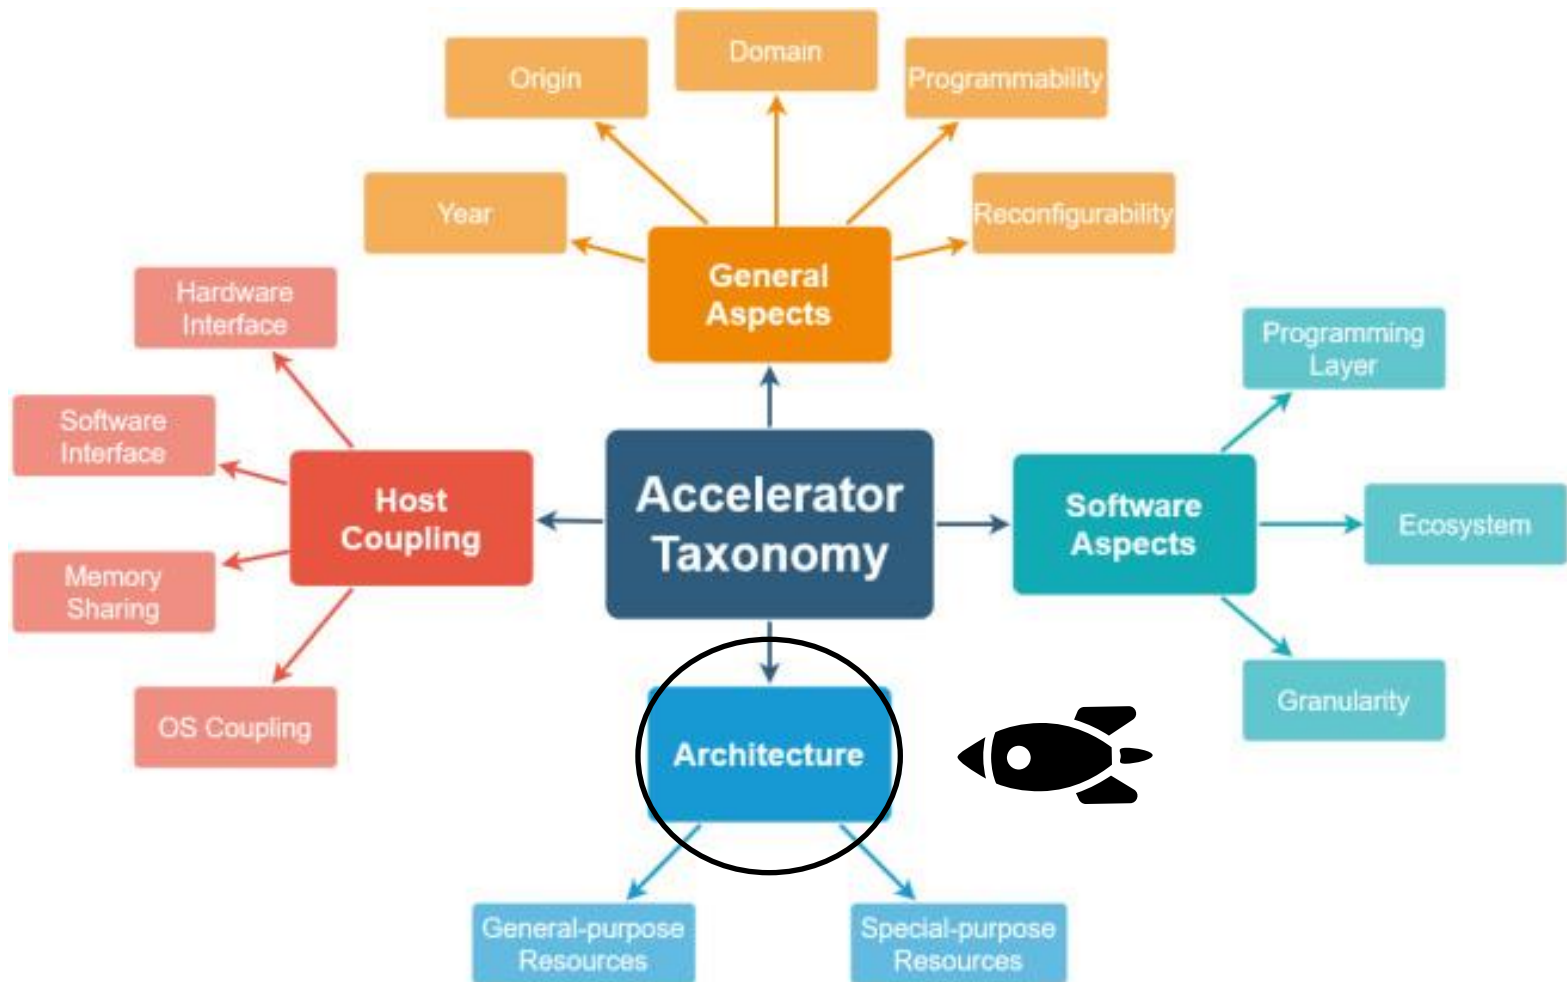 Domain
Origin
Programmability
Year
Reconfigurability
General
Aspects
Hardware
Interface
Software
Interface
Host
Coupling
Memory
Sharing
OS Coupling
Accelerator
Taxonomy
Programming
Layer
Software
Aspects
Ecosystem
Granularity
Architecture
General-purpose
Resources
Special-purpose
Resources